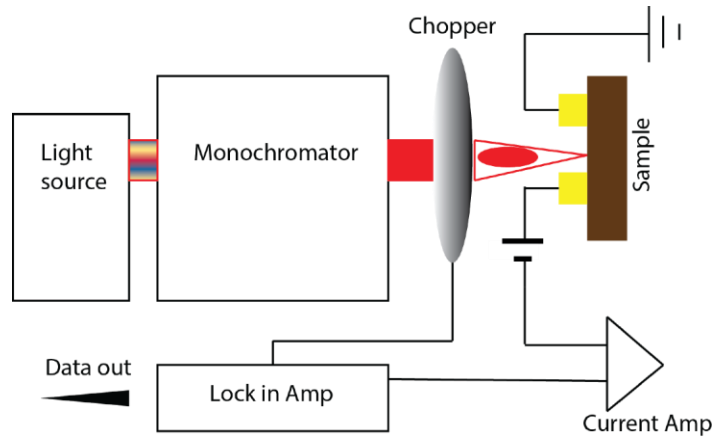 Chopper
Light
source
Monochromator
Sample
Data out
Lock in Amp
Current Amp